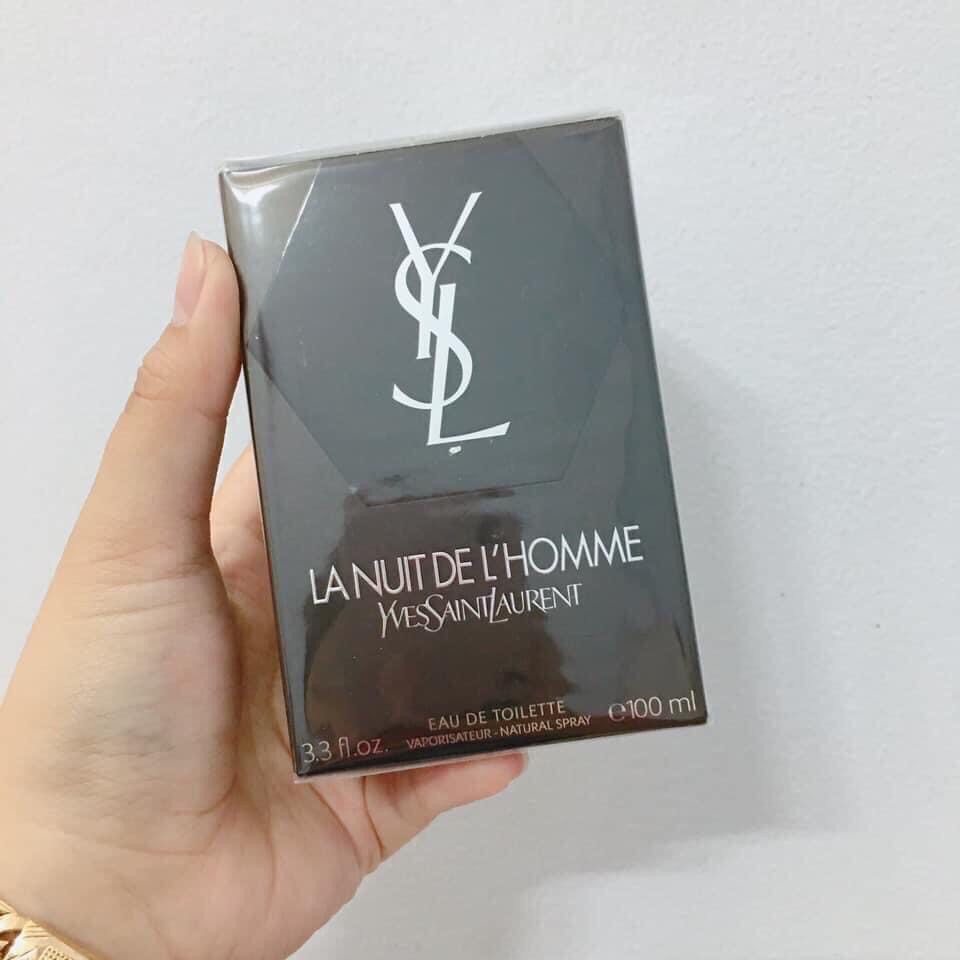 YSL
LA NUIT DE L'HOMME
YVES SAINT LAURENT
EAU DE TOILETTE
3.3 fl.oz. VAPORISATEUR - NATURAL SPRAY ℮100 ml